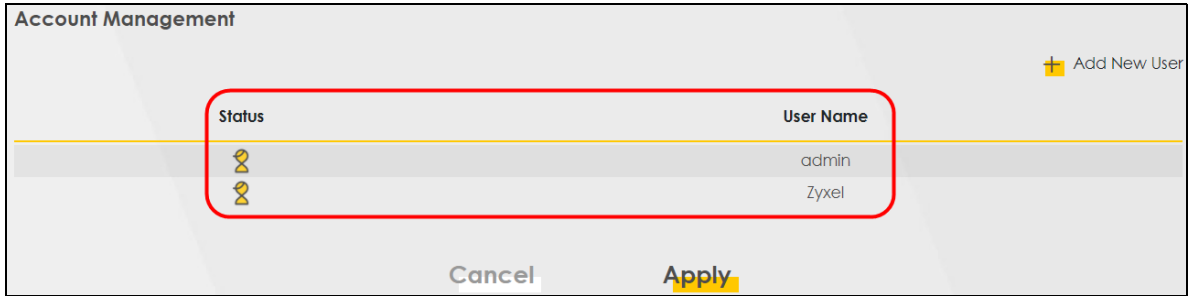 Account Management
Add New User
Status User Name
admin
Zyxel
Cancel Apply